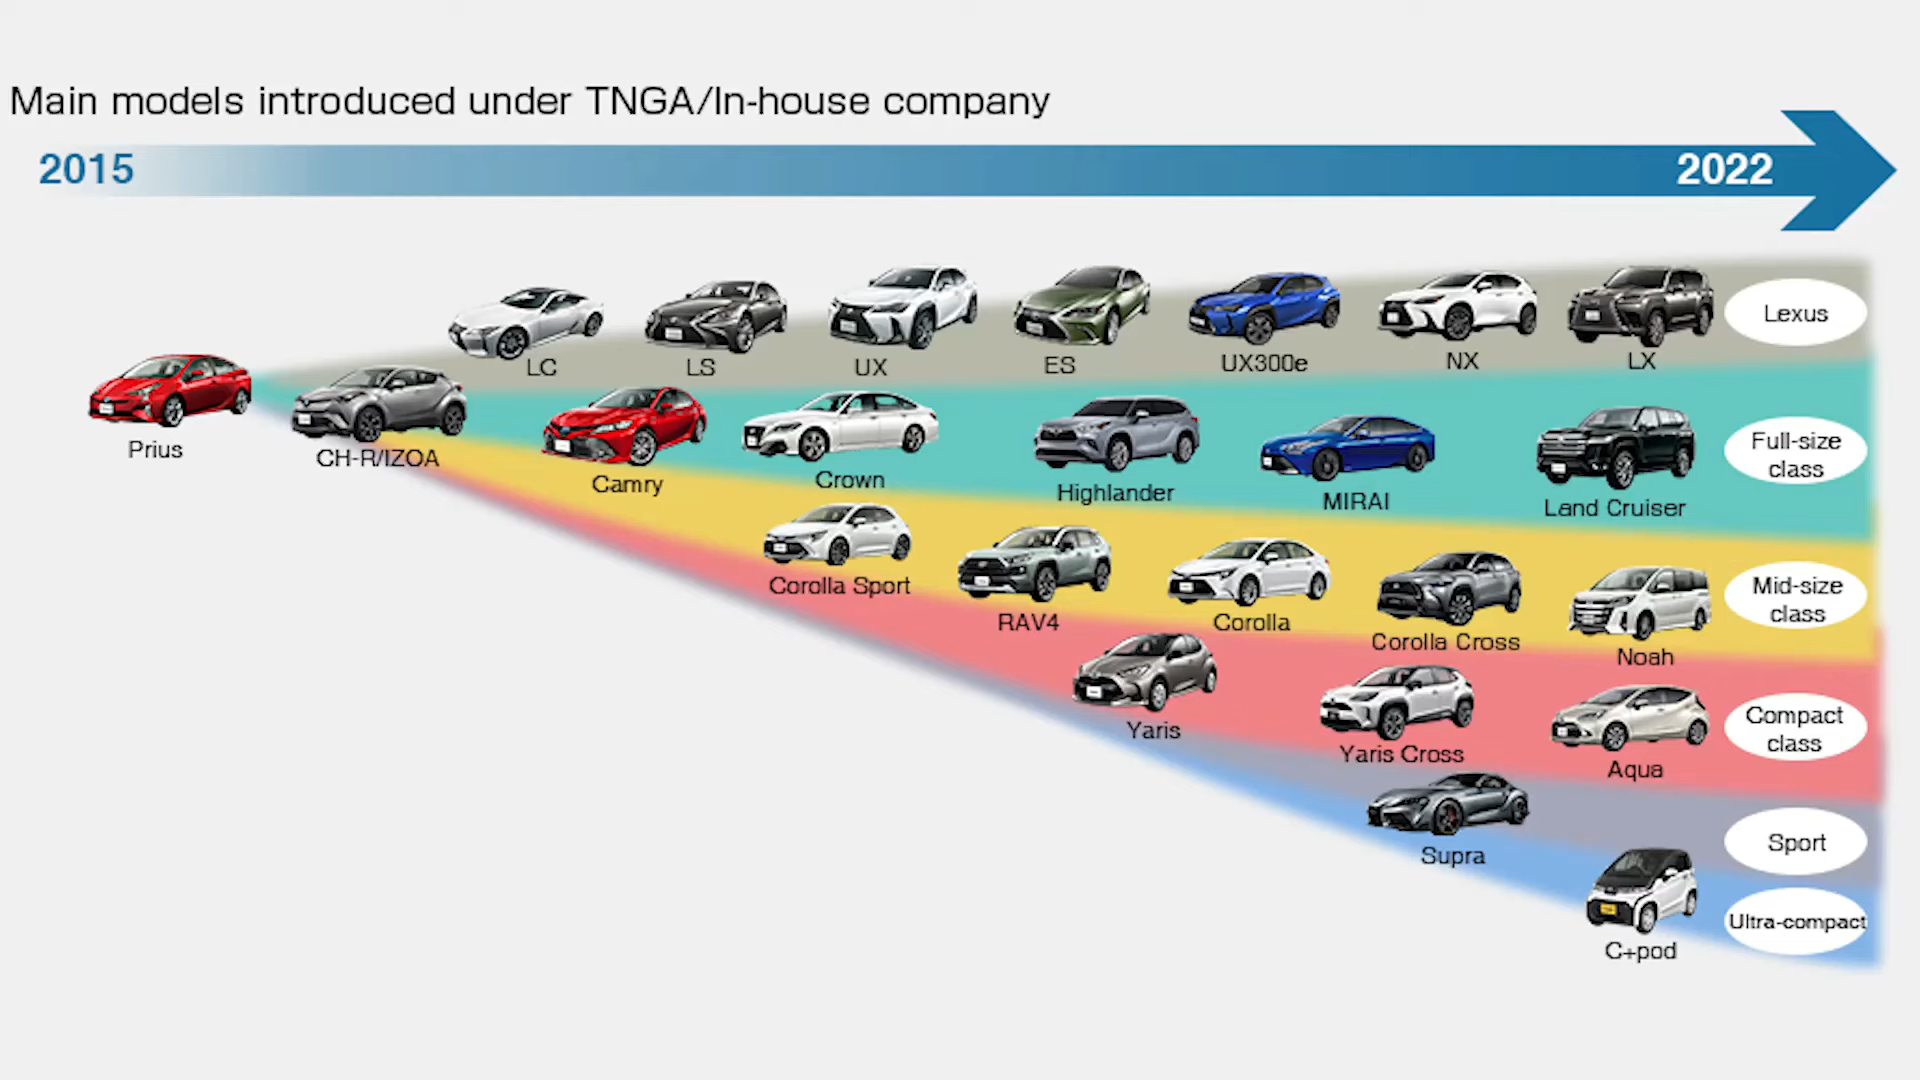 Main models introduced under TNGA/In-house company
2015
2022
LC
LS
UX
ES
UX300e
NX
LX
Lexus
Prius
CH-R/IZOA
Camry
Crown
Highlander
MIRAI
Land Cruiser
Full-size
class
Corolla Sport
RAV4
Corolla
Corolla Cross
Noah
Mid-size
class
Yaris
Yaris Cross
Aqua
Compact
class
Supra
Sport
C+pod
Ultra-compact